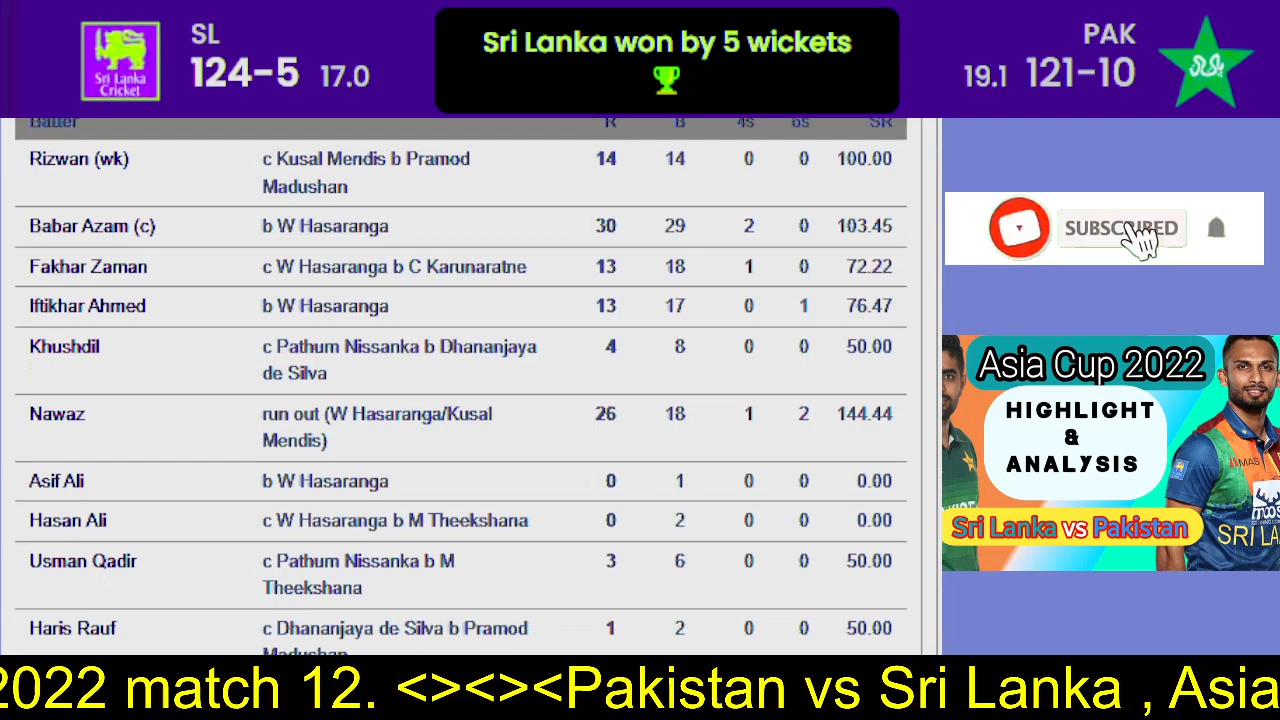 SL
124-5 17.0
Sri Lanka
Cricket
Sri Lanka won by 5 wickets
PAK
19.1 121-10
Batter R B 4s 6s SR
Rizwan (wk) c Kusal Mendis b Pramod 14 14 0 0 100.00
Madushan
Babar Azam (c) b W Hasaranga 30 29 2 0 103.45
Fakhar Zaman c W Hasaranga b C Karunaratne 13 18 1 0 72.22
Iftikhar Ahmed b W Hasaranga 13 17 0 1 76.47
Khushdil c Pathum Nissanka b Dhananjaya 4 8 0 0 50.00
de Silva
Nawaz run out (W Hasaranga/Kusal 26 18 1 2 144.44
Mendis)
Asif Ali b W Hasaranga 0 1 0 0 0.00
Hasan Ali c W Hasaranga b M Theekshana 0 2 0 0 0.00
Usman Qadir c Pathum Nissanka b M 3 6 0 0 50.00
Theekshana
Haris Rauf c Dhananjaya de Silva b Pramod 1 2 0 0 50.00
Madushan
SUBSCRIBED
Asia Cup 2022
HIGHLIGHT
&
ANALYSIS
Sri Lanka vs Pakistan
MAS
SRI LA
2022 match 12. <><><Pakistan vs Sri Lanka , Asia